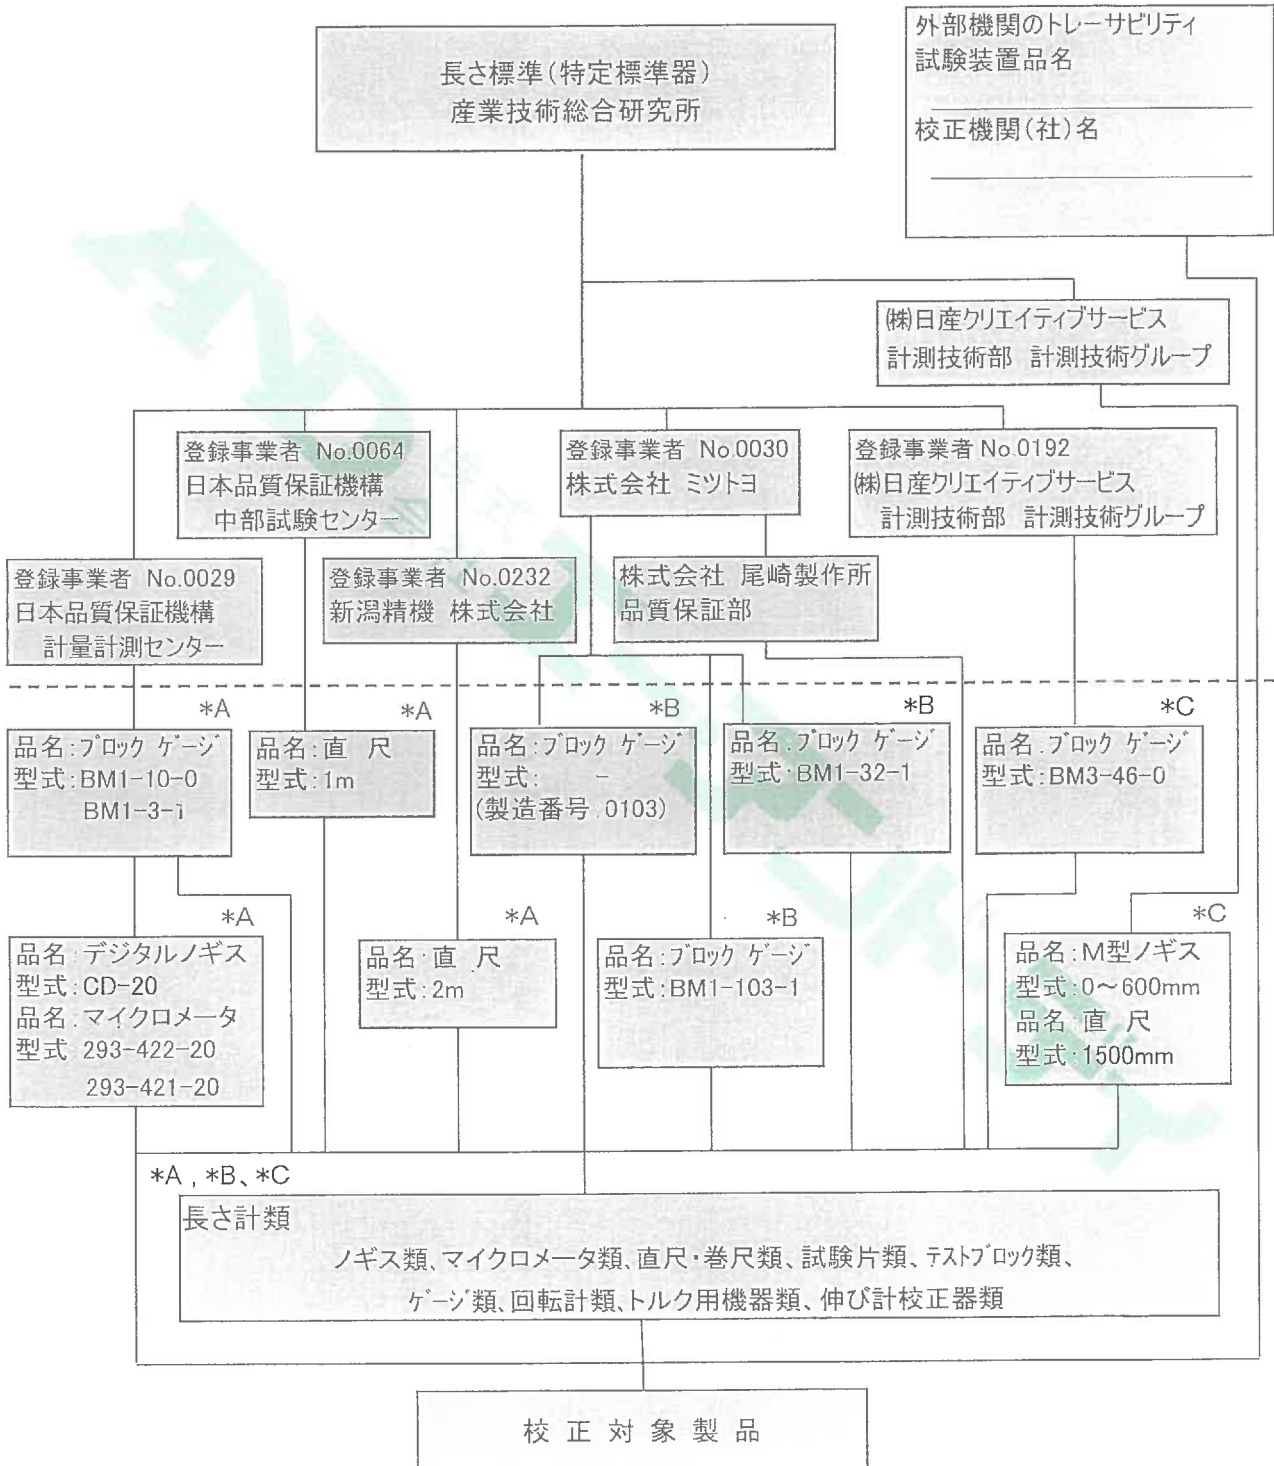 長さ標準(特定標準器)
産業技術総合研究所
外部機関のトレーサビリティ
試験装置品名
校正機関(社)名
㈱日産クリエイティブサービス
計測技術部 計測技術グループ
登録事業者 No.0064
日本品質保証機構
中部試験センター
登録事業者 No.0030
株式会社 ミツトヨ
登録事業者 No.0192
㈱日産クリエイティブサービス
計測技術部 計測技術グループ
登録事業者 No.0029
日本品質保証機構
計量計測センター
登録事業者 No.0232
新潟精機 株式会社
株式会社 尾崎製作所
品質保証部
*A
品名:ブロック ゲージ
型式:BM1-10-0
BM1-3-1
*A
品名:直 尺
型式:1m
*B
品名:ブロック ゲージ
型式: -
(製造番号 0103)
*B
品名:ブロック ゲージ
型式:BM1-32-1
*C
品名:ブロック ゲージ
型式:BM3-46-0
*A
品名:デジタルノギス
型式:CD-20
品名:マイクロメータ
型式 293-422-20
293-421-20
*A
品名:直 尺
型式:2m
*B
品名:ブロック ゲージ
型式:BM1-103-1
*C
品名:M型ノギス
型式:0～600mm
品名 直 尺
型式:1500mm
*A , *B、*C
長さ計類
ノギス類、マイクロメータ類、直尺・巻尺類、試験片類、テストブロック類、
ゲージ類、回転計類、トルク用機器類、伸び計校正器類
校 正 対 象 製 品